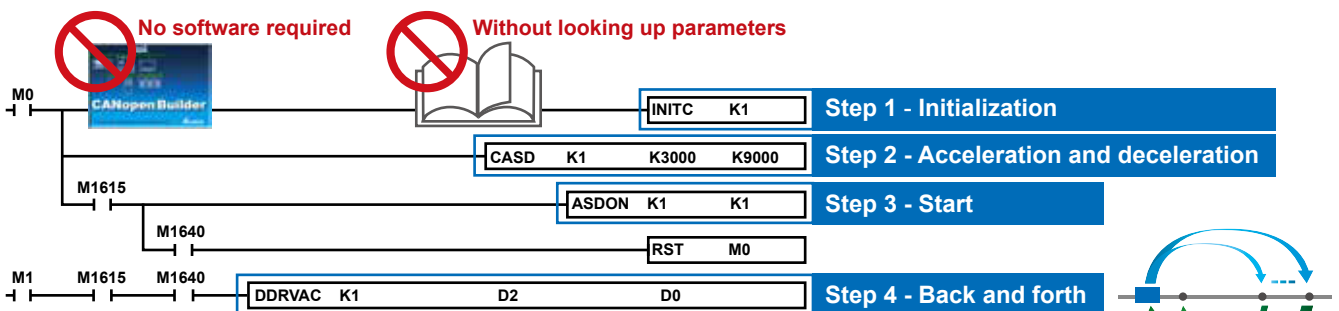 No software required
Without looking up parameters
CANopen Builder
M0
INITC K1
Step 1 - Initialization
CASD K1 K3000 K9000
Step 2 - Acceleration and deceleration
M1615
ASDON K1 K1
Step 3 - Start
M1640
RST M0
M1 M1615 M1640
DDRVAC K1 D2 D0
Step 4 - Back and forth